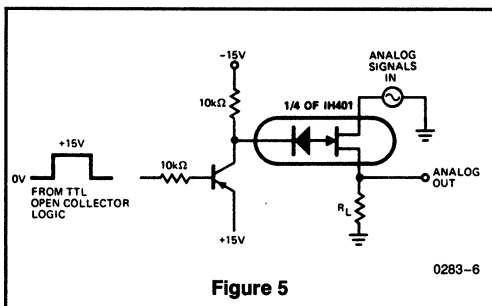 -15V
ANALOG
SIGNALS
IN
10kΩ
1/4 OF IH401
+15V
0V
10kΩ
FROM TTL
OPEN COLLECTOR
LOGIC
ANALOG
OUT
RL
+15V
0283-6
Figure 5